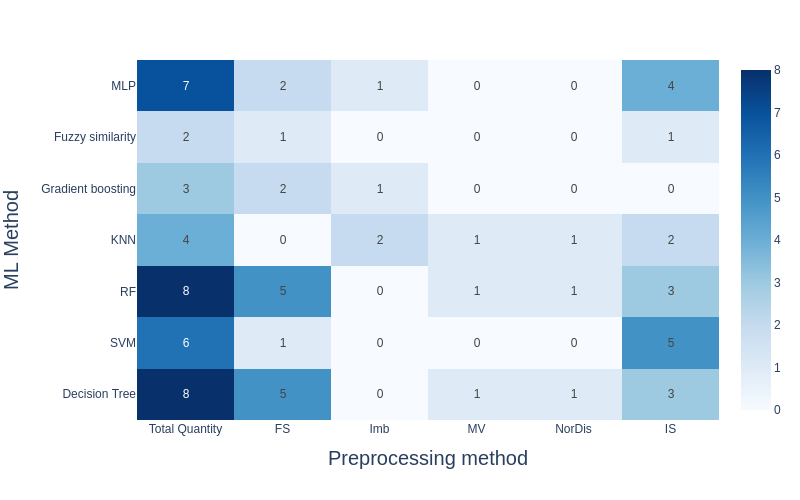 ML Method
MLP 7 2 1 0 0 4
Fuzzy similarity 2 1 0 0 0 1
Gradient boosting 3 2 1 0 0 0
KNN 4 0 2 1 1 2
RF 8 5 0 1 1 3
SVM 6 1 0 0 0 5
Decision Tree 8 5 0 1 1 3
Total Quantity FS Imb MV NorDis IS
Preprocessing method
8
7
6
5
4
3
2
1
0